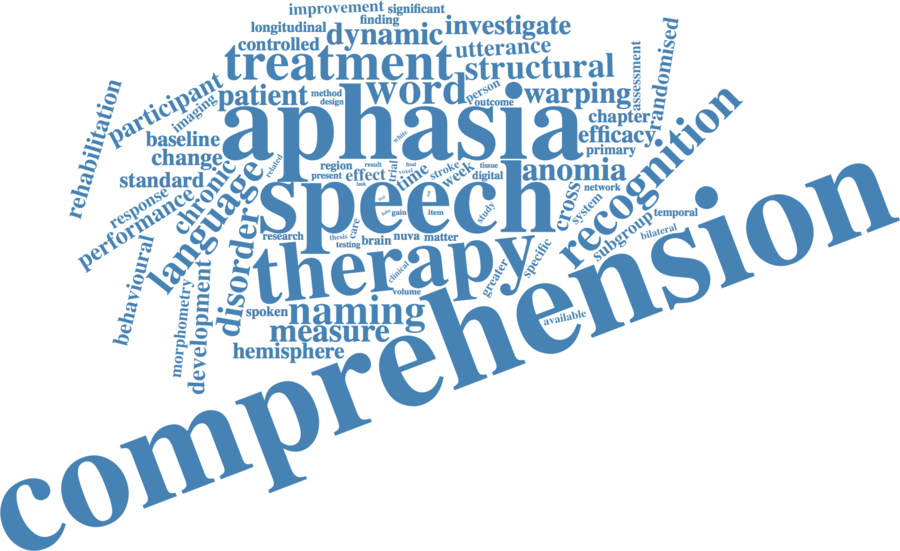 improvement significant
finding
longitudinal
dynamic
investigate
controlled
utterance
treatment
structural
participant
imaging
patient
method
design
word
person
outcome
warping
assessment
randomised
chapter
efficacy
primary
rehabilitation
baseline
change
standard
aphasia
white
related
region
result
present
effect
trial
final
voxel
time
stroke
week
tissue
digital
anomia
network
recognition
response
performance
chronic
language
speech
task
gain
item
study
cross
system
temporal
subgroup
bilateral
behavioural
morphometry
development
disorder
research
thesis
testing
care
brain
nuva
matter
therapy
clinical
volume
greater
specific
available
spoken
naming
measure
hemisphere
comprehension